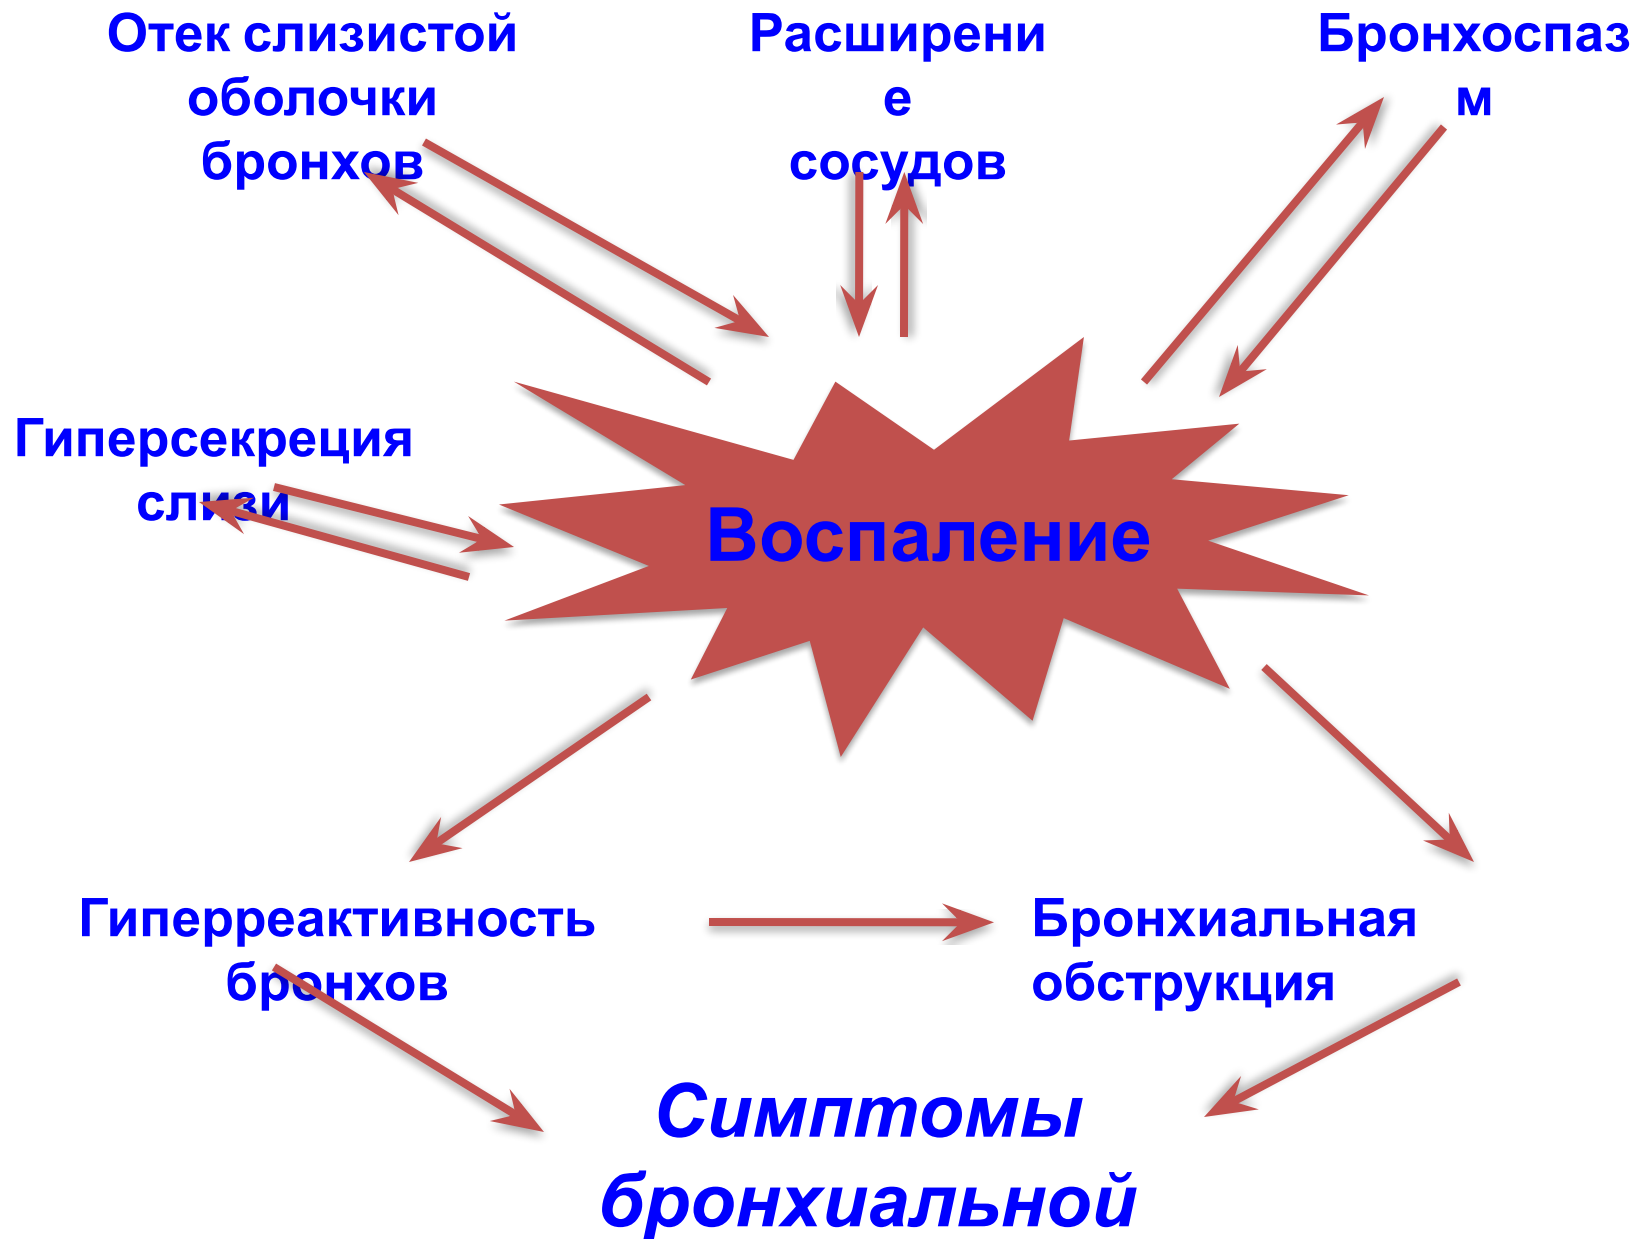 Отек слизистой
оболочки
бронхов
Расширени
е
сосудов
Бронхоспаз
м
Гиперсекреция
слизи
Воспаление
Гиперреактивность
бронхов
Бронхиальная
обструкция
Симптомы
бронхиальной